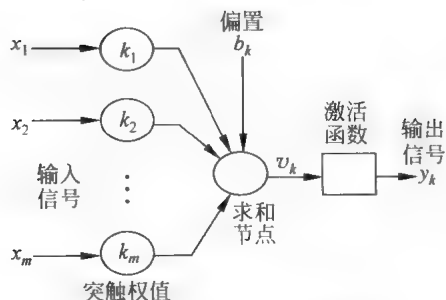 x₁
k₁
偏置
bₖ
x₂
k₂
激活
函数
输出
信号
yₖ
vₖ
输入
信号
⋮
求和
节点
xₘ
kₘ
突触权值